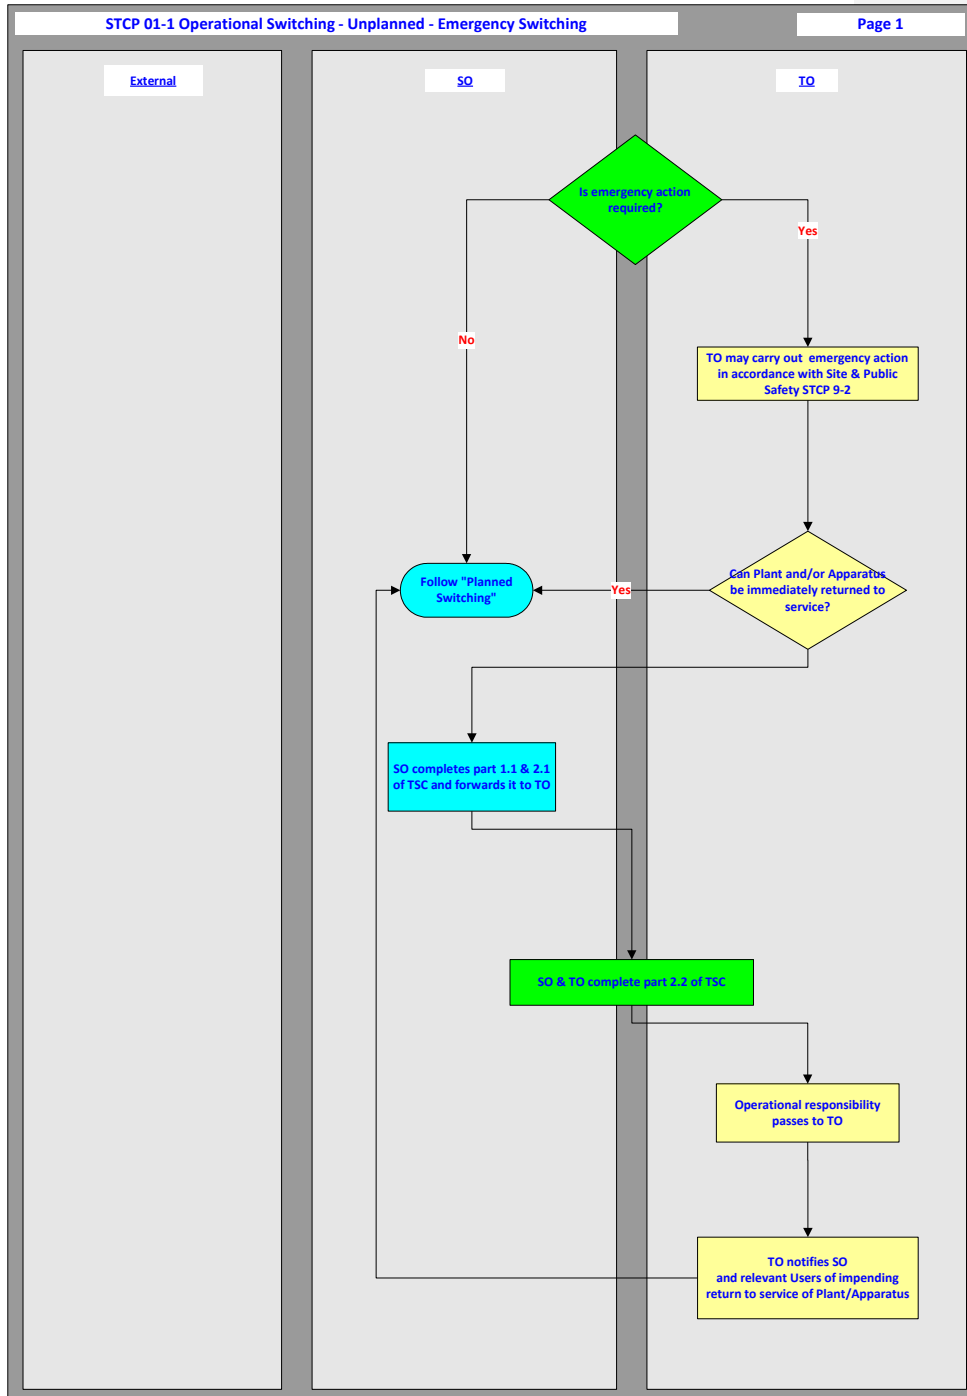 STCP 01-1 Operational Switching - Unplanned - Emergency Switching
Page 1
External
SO
TO
Is emergency action
required?
Yes
No
TO may carry out emergency action
in accordance with Site & Public
Safety STCP 9-2
Follow "Planned
Switching"
Yes
Can Plant and/or Apparatus
be immediately returned to
service?
SO completes part 1.1 & 2.1
of TSC and forwards it to TO
SO & TO complete part 2.2 of TSC
Operational responsibility
passes to TO
TO notifies SO
and relevant Users of impending
return to service of Plant/Apparatus